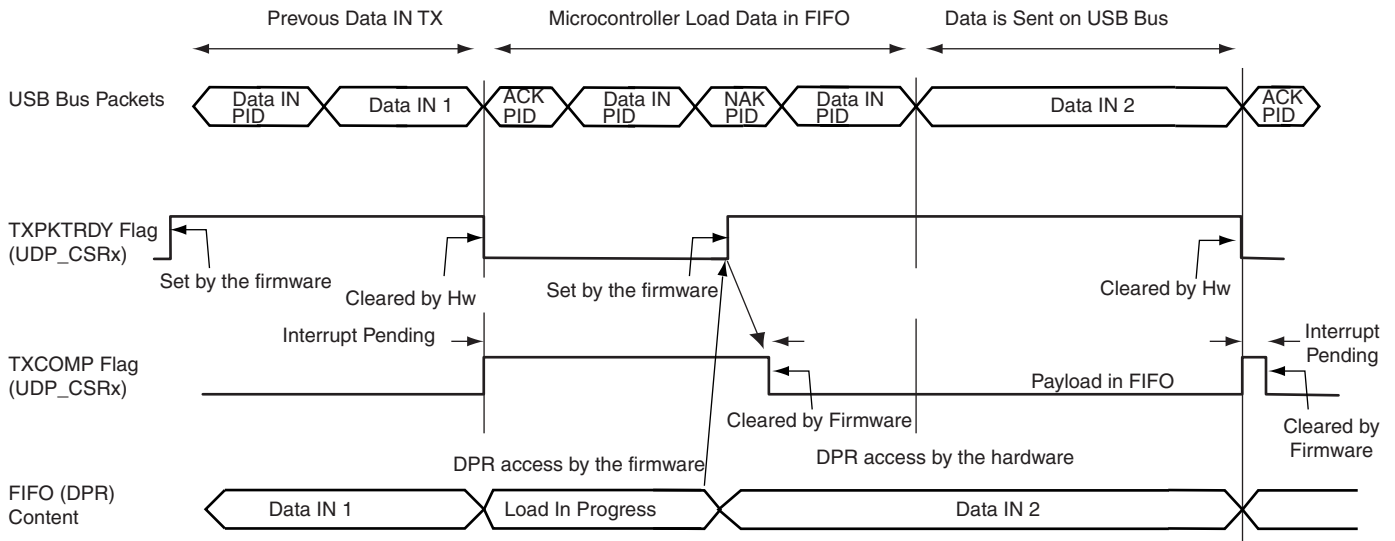 Prevous Data IN TX
Microcontroller Load Data in FIFO
Data is Sent on USB Bus
USB Bus Packets
Data IN
PID
Data IN 1
ACK
PID
Data IN
PID
NAK
PID
Data IN
PID
Data IN 2
ACK
PID
TXPKTRDY Flag
(UDP_CSRx)
Set by the firmware
Cleared by Hw
Set by the firmware
Cleared by Hw
Interrupt Pending
Interrupt
Pending
TXCOMP Flag
(UDP_CSRx)
Payload in FIFO
Cleared by Firmware
Cleared by
Firmware
DPR access by the firmware
DPR access by the hardware
FIFO (DPR)
Content
Data IN 1
Load In Progress
Data IN 2